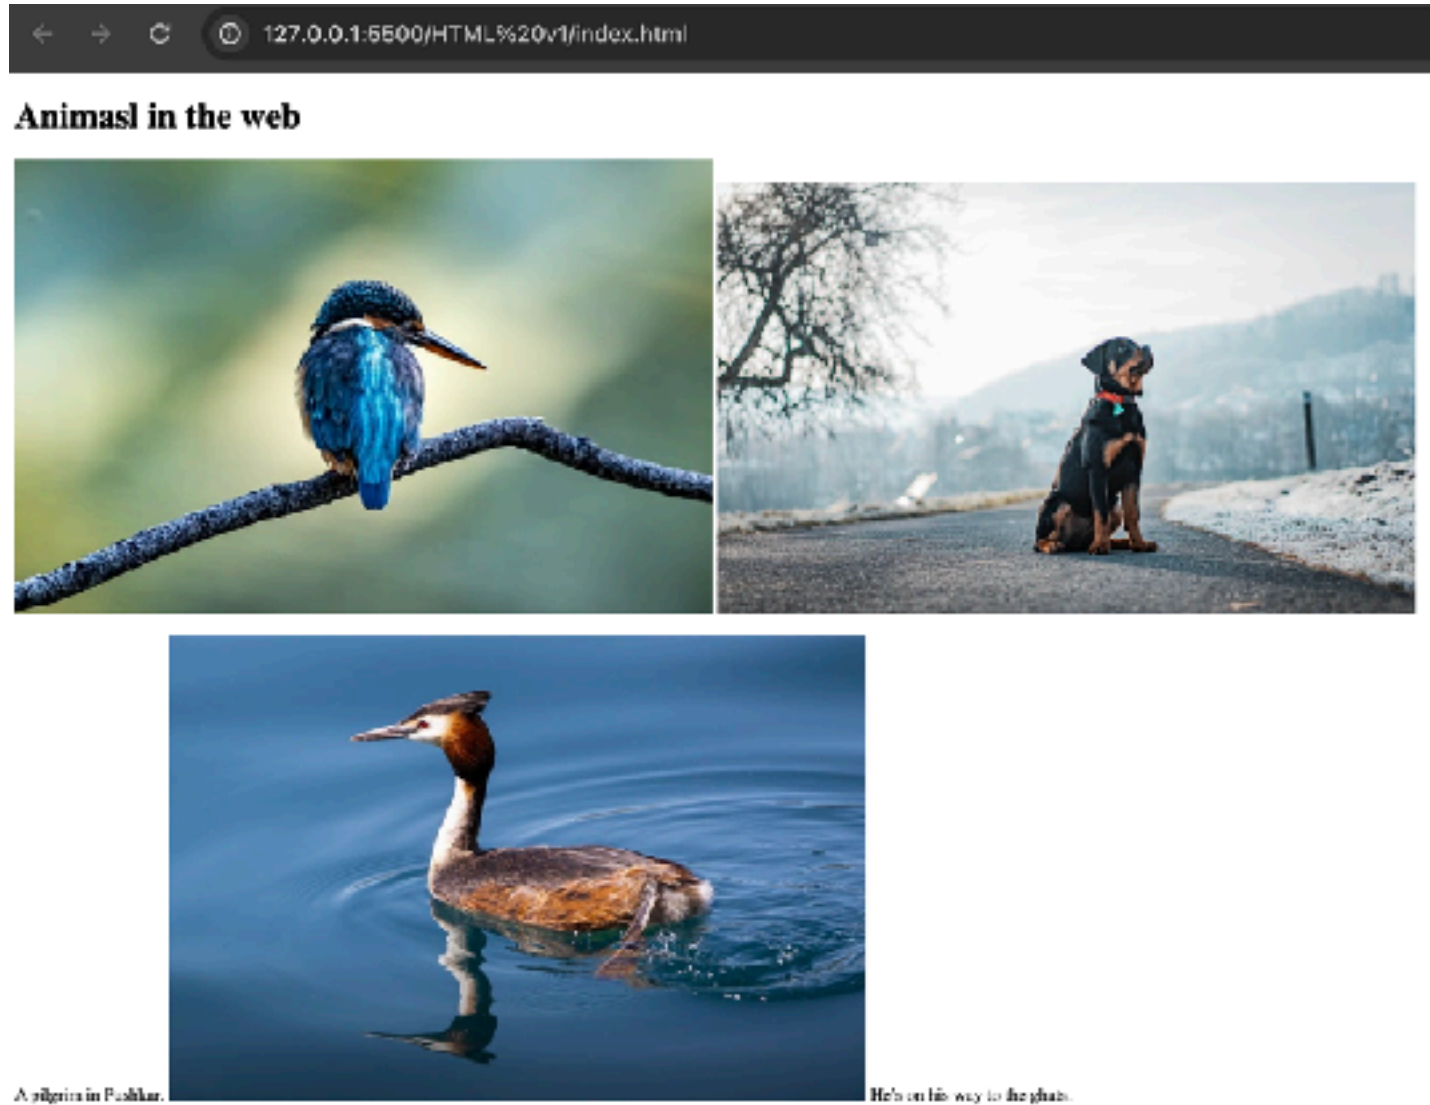 127.0.0.1:5500/HTML%20v1/index.html
Animasl in the web
A pilgrim in Pushkar. He's on his way to the ghats.